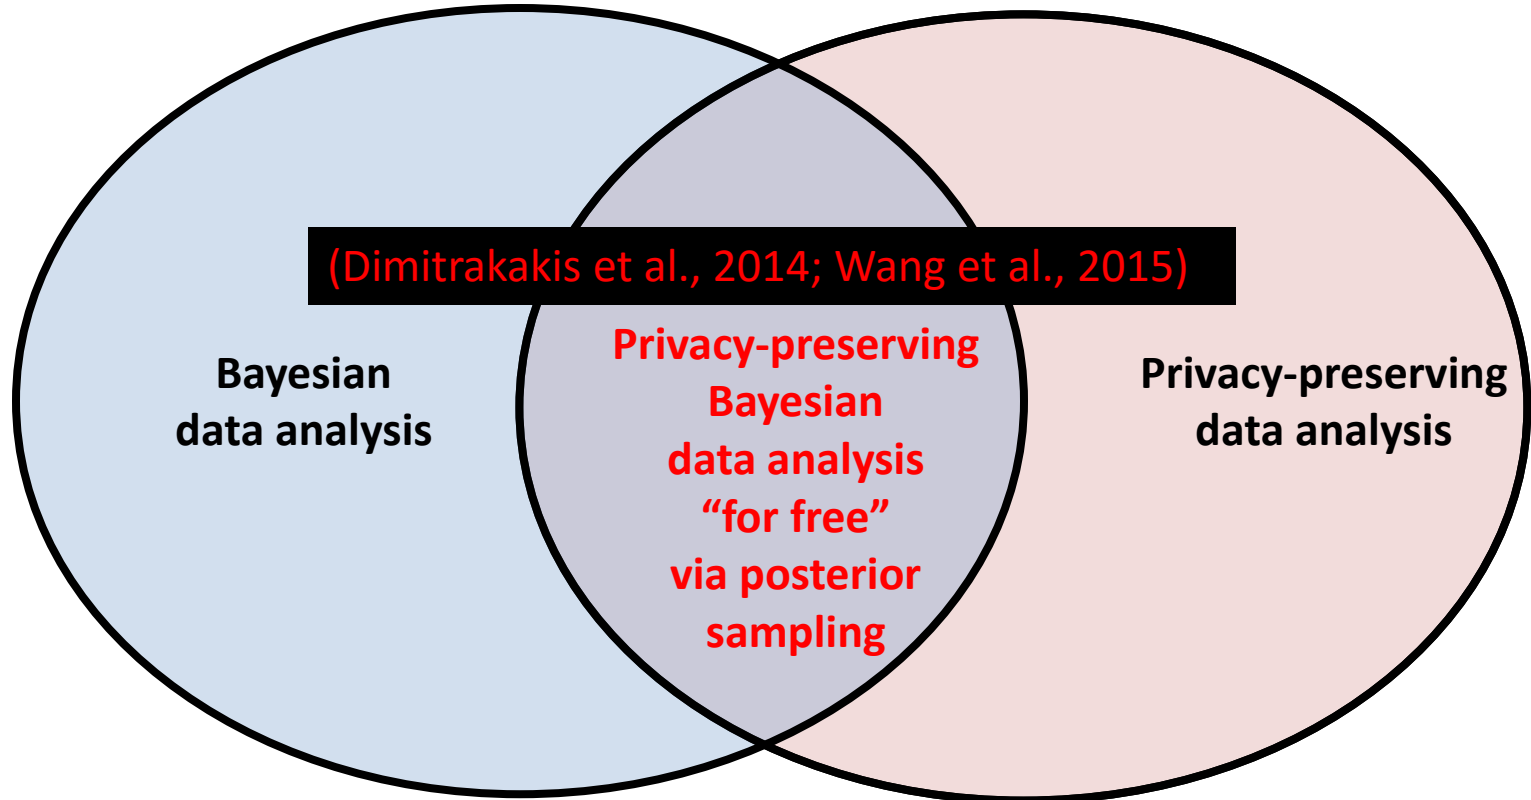 (Dimitrakakis et al., 2014; Wang et al., 2015)
Bayesian
data analysis
Privacy-preserving
Bayesian
data analysis
“for free”
via posterior
sampling
Privacy-preserving
data analysis